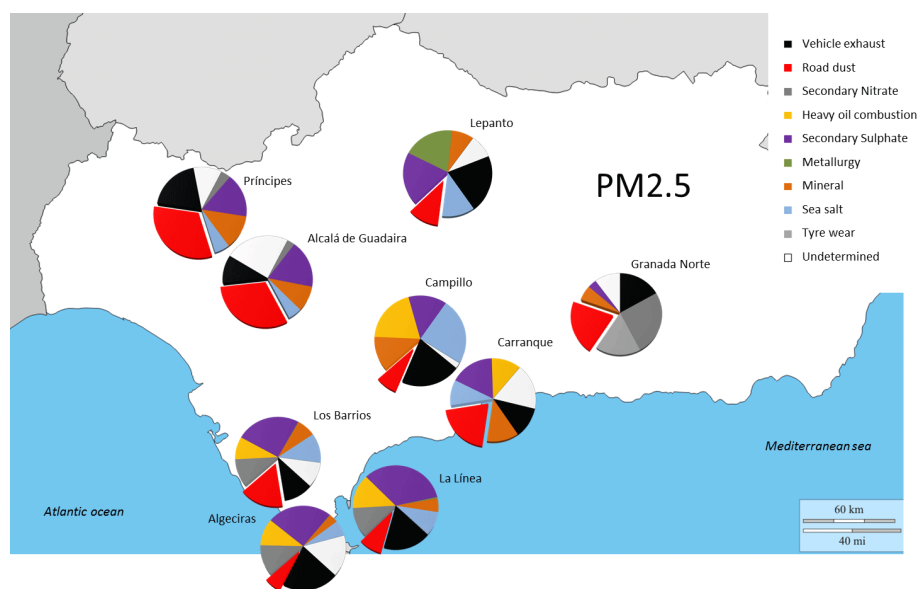 Vehicle exhaust
Road dust
Secondary Nitrate
Heavy oil combustion
Secondary Sulphate
Metallurgy
Mineral
Sea salt
Tyre wear
Undetermined
Lepanto
Príncipes
PM2.5
Alcalá de Guadaira
Granada Norte
Campillo
Carranque
Los Barrios
Mediterranean sea
La Línea
Atlantic ocean
Algeciras
60 km
40 mi